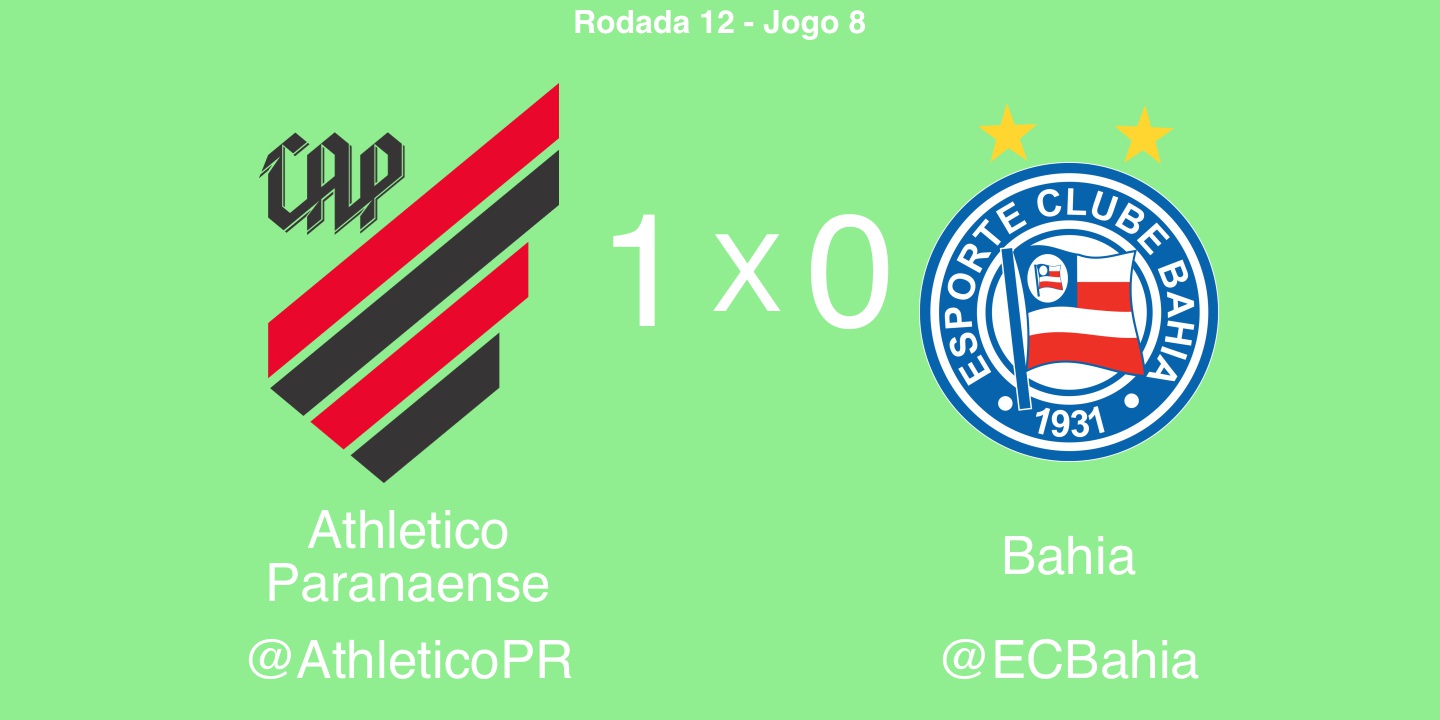 Rodada 12 - Jogo 8
CAP
1 X 0
ESPORTE CLUBE BAHIA
1931
Athletico
Paranaense
Bahia
@AthleticoPR
@ECBahia